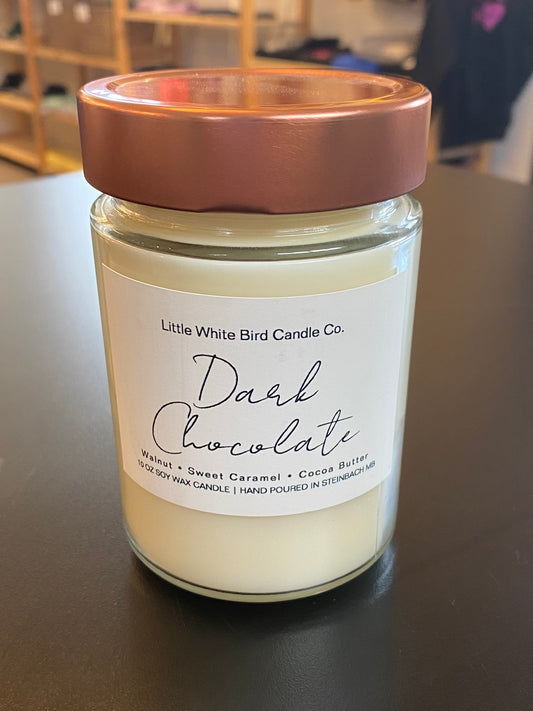 Little White Bird Candle Co.
Dark
Chocolate
Walnut • Sweet Caramel • Cocoa Butter
10 OZ SOY WAX CANDLE | HAND POURED IN STEINBACH MB